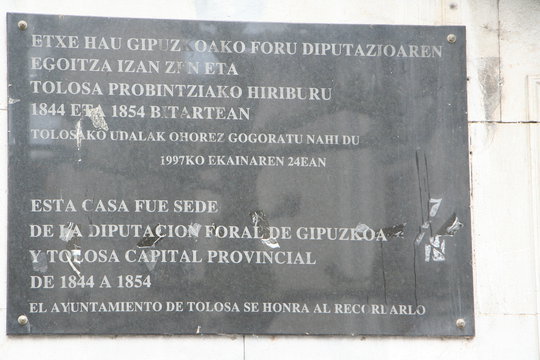 ETXE HAU GIPUZKOAKO FORU DIPUTAZIOAREN
EGOITZA IZAN ZEN ETA
TOLOSA PROBINTZIAKO HIRIBURU
1844 ETA 1854 BITARTEAN
TOLOSAKO UDALAK OHOREZ GOGORATU NAHI DU
1997KO EKAINAREN 24EAN
ESTA CASA FUE SEDE
DE LA DIPUTACION FORAL DE GIPUZKOA
Y TOLOSA CAPITAL PROVINCIAL
DE 1844 A 1854
EL AYUNTAMIENTO DE TOLOSA SE HONRA AL RECORDARLO